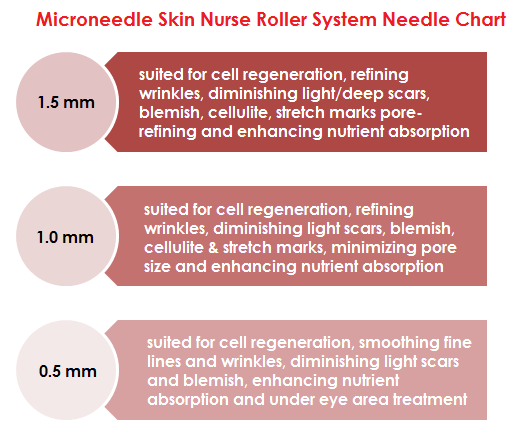 Microneedle Skin Nurse Roller System Needle Chart
1.5 mm
suited for cell regeneration, refining
wrinkles, diminishing light/deep scars,
blemish, cellulite, stretch marks pore-
refining and enhancing nutrient absorption
1.0 mm
suited for cell regeneration, refining
wrinkles, diminishing light scars, blemish,
cellulite & stretch marks, minimizing pore
size and enhancing nutrient absorption
0.5 mm
suited for cell regeneration, smoothing fine
lines and wrinkles, diminishing light scars
and blemish, enhancing nutrient
absorption and under eye area treatment